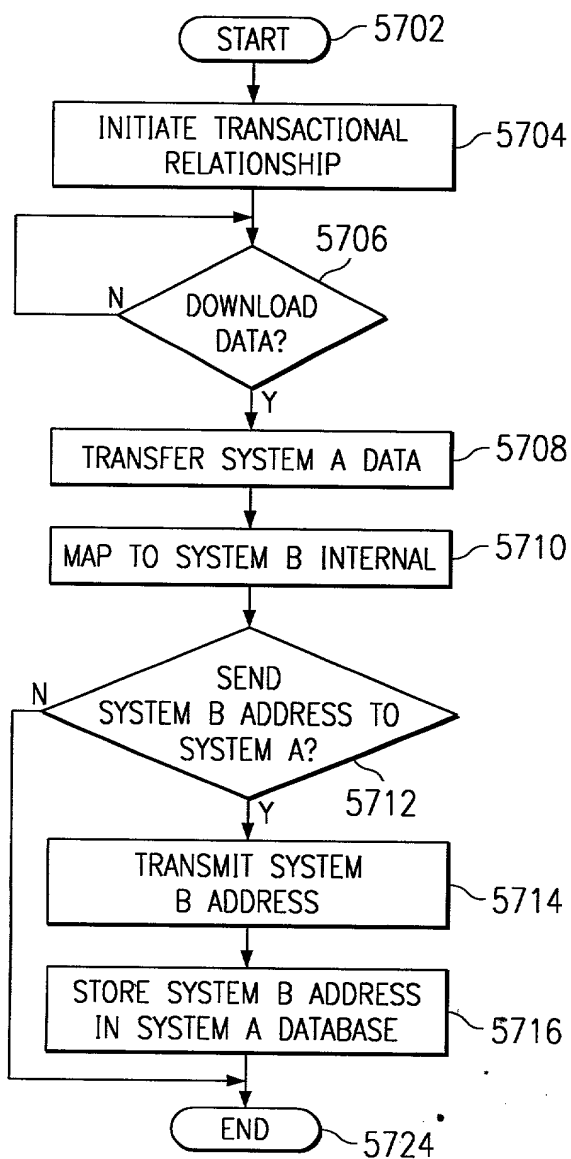 START
5702
INITIATE TRANSACTIONAL
RELATIONSHIP
5704
5706
N
DOWNLOAD
DATA?
Y
TRANSFER SYSTEM A DATA
5708
MAP TO SYSTEM B INTERNAL
5710
N
SEND
SYSTEM B ADDRESS TO
SYSTEM A?
5712
Y
TRANSMIT SYSTEM
B ADDRESS
5714
STORE SYSTEM B ADDRESS
IN SYSTEM A DATABASE
5716
END
5724